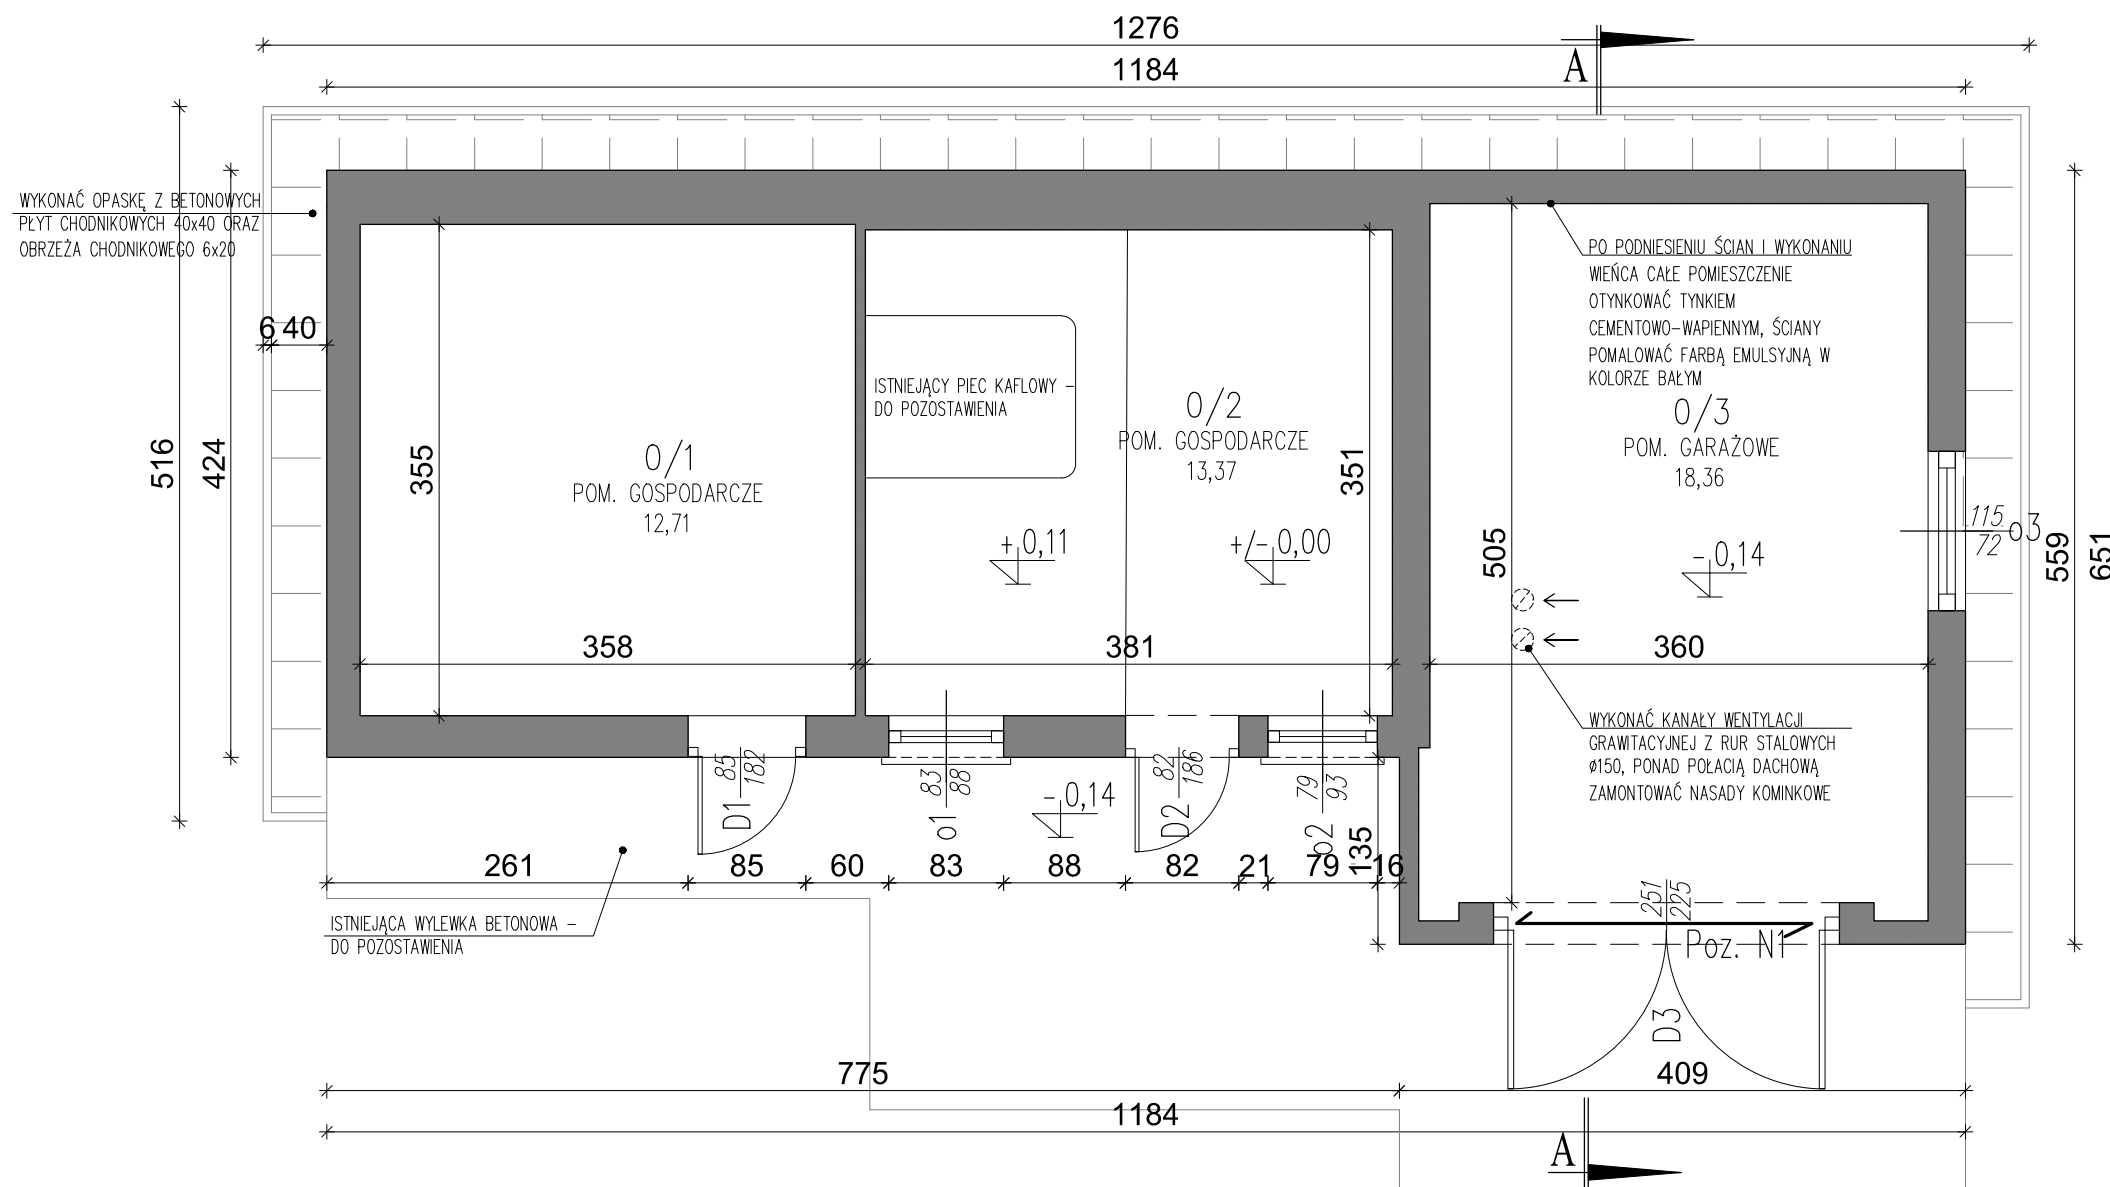 1276
A
1184
WYKONAĆ OPASKĘ Z BETONOWYCH
PŁYT CHODNIKOWYCH 40x40 ORAZ
OBRZEŻA CHODNIKOWEGO 6x20
6 40
516
424
355
0/1
POM. GOSPODARCZE
12,71
358
ISTNIEJĄCY PIEC KAFLOWY -
DO POZOSTAWIENIA
0/2
POM. GOSPODARCZE
13,37
351
+0,11
+/-0,00
381
PO PODNIESIENIU ŚCIAN I WYKONANIU
WIEŃCA CAŁE POMIESZCZENIE
OTYNKOWAĆ TYNKIEM
CEMENTOWO-WAPIENNYM, ŚCIANY
POMALOWAĆ FARBĄ EMULSYJNĄ W
KOLORZE BAŁYM
0/3
POM. GARAŻOWE
18,36
505
-0,14
360
115
72
o3
559
651
WYKONAĆ KANAŁY WENTYLACJI
GRAWITACYJNEJ Z RUR STALOWYCH
ø150, PONAD POŁACIĄ DACHOWĄ
ZAMONTOWAĆ NASADY KOMINKOWE
85
182
D1
83
88
o1
-0,14
82
186
D2
79
93
o2
135
261 85 60 83 88 82 21 79 16
ISTNIEJĄCA WYLEWKA BETONOWA -
DO POZOSTAWIENIA
251
225
Poz. N1
D3
775
409
1184
A